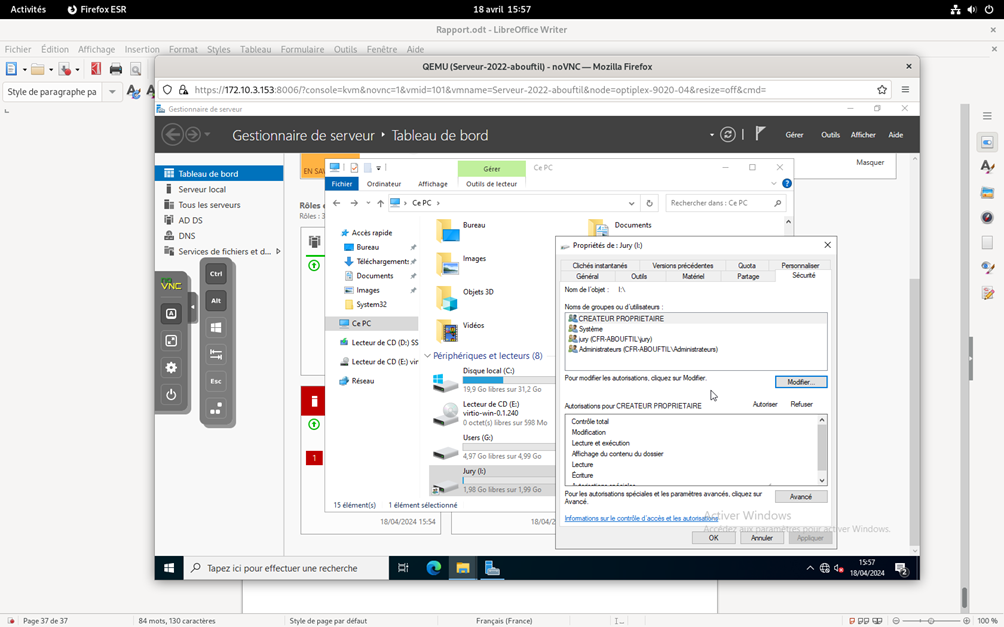 Activités
Firefox ESR
18 avril 15:57
Rapport.odt - LibreOffice Writer
Fichier Édition Affichage Insertion Format Styles Tableau Formulaire Outils Fenêtre Aide
QEMU (Serveur-2022-abouftil) - noVNC — Mozilla Firefox
Style de paragraphe pa
https://172.10.3.153:8006/?console=kvm&novnc=1&vmid=101&vmname=Serveur-2022-abouftil&node=optiplex-9020-04&resize=off&cmd=
Gestionnaire de serveur
Gestionnaire de serveur Tableau de bord
Gérer Outils Afficher Aide
Tableau de bord
Serveur local
Tous les serveurs
AD DS
DNS
Services de fichiers et d...
EN SA
Masquer
Gérer
Ce PC
Fichier Ordinateur Affichage Outils de lecteur
Ce PC
Rechercher dans : Ce PC
Rôles
Rôles : 3
Accès rapide
Bureau
Téléchargements
Documents
Images
System32
Ce PC
Lecteur de CD (D:) SS
Lecteur de CD (E:) vir
Réseau
Bureau
Documents
Images
Objets 3D
Vidéos
Périphériques et lecteurs (8)
Disque local (C:)
19,9 Go libres sur 31,2 Go
Lecteur de CD (E:)
virtio-win-0.1.240
0 octet(s) libres sur 598 Mo
Users (G:)
4,97 Go libres sur 4,99 Go
Jury (I:)
1,98 Go libres sur 1,99 Go
15 élément(s) 1 élément sélectionné
18/04/2024 15:54
18/04/2
1
VNC
Ctrl
Alt
Esc
Propriétés de : Jury (I:)
Clichés instantanés Versions précédentes Quota Personnaliser
Général Outils Matériel Partage Sécurité
Nom de l'objet : I:\
Noms de groupes ou d'utilisateurs :
CREATEUR PROPRIETAIRE
Système
jury (CFR-ABOUFTIL\jury)
Administrateurs (CFR-ABOUFTIL\Administrateurs)
Pour modifier les autorisations, cliquez sur Modifier.
Modifier...
Autorisations pour CREATEUR PROPRIETAIRE Autoriser Refuser
Contrôle total
Modification
Lecture et exécution
Affichage du contenu du dossier
Lecture
Écriture
Pour les autorisations spéciales et les paramètres avancés, cliquez sur
Avancé.
Avancé
Informations sur le contrôle d'accès et les autorisations
Activer Windows
Accédez aux paramètres pour activer Windows.
OK Annuler Appliquer
Tapez ici pour effectuer une recherche
15:57
18/04/2024
2
Page 37 de 37
84 mots, 130 caractères
Style de page par défaut
Français (France)
100 %